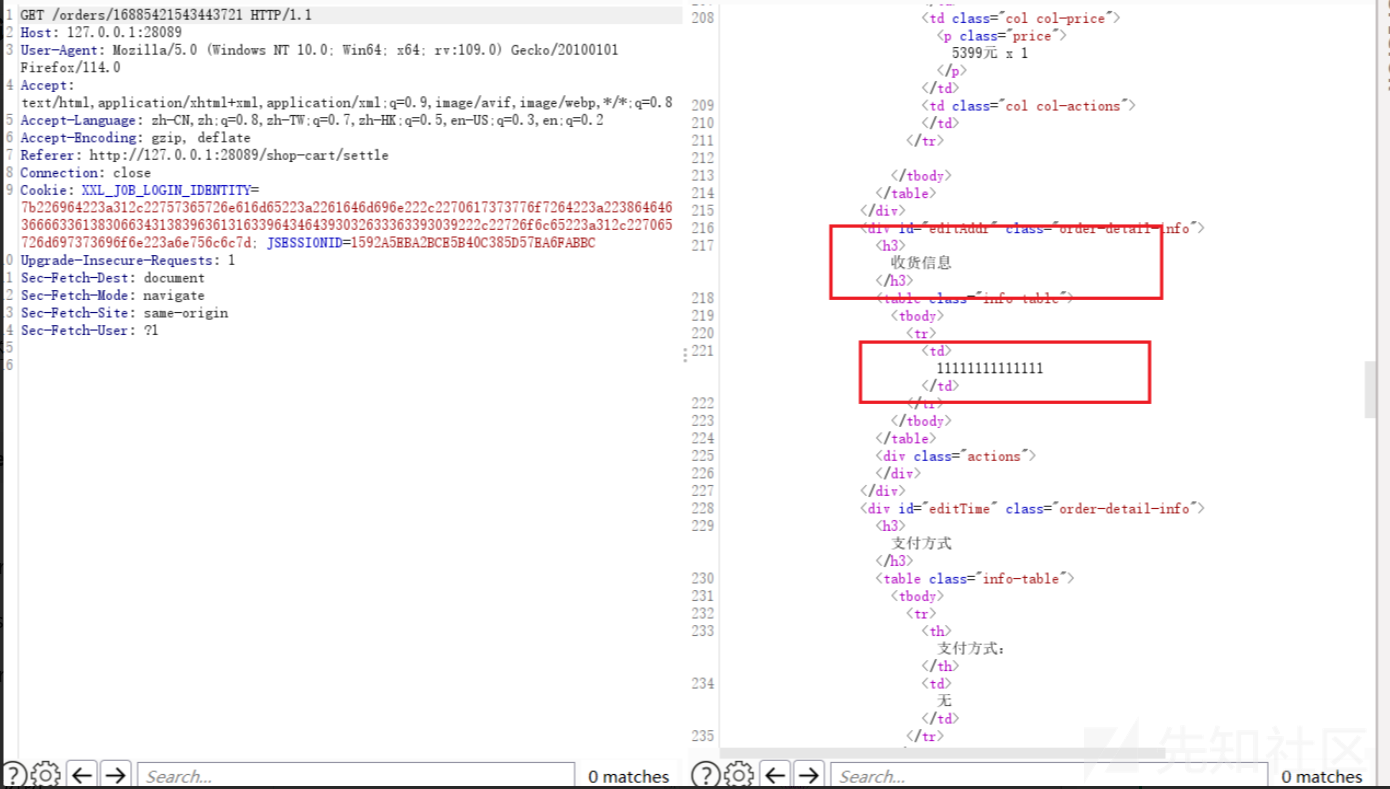 1 GET /orders/16885421543443721 HTTP/1.1
2 Host: 127.0.0.1:28089
3 User-Agent: Mozilla/5.0 (Windows NT 10.0; Win64; x64; rv:109.0) Gecko/20100101
Firefox/114.0
4 Accept:
text/html,application/xhtml+xml,application/xml;q=0.9,image/avif,image/webp,*/*;q=0.8
5 Accept-Language: zh-CN,zh;q=0.8,zh-TW;q=0.7,zh-HK;q=0.5,en-US;q=0.3,en;q=0.2
6 Accept-Encoding: gzip, deflate
7 Referer: http://127.0.0.1:28089/shop-cart/settle
8 Connection: close
9 Cookie: XXL_JOB_LOGIN_IDENTITY=
7b226964223a312c22757365726e616d65223a2261646d696e222c2270617373776f7264223a223864646
366663361383066343138396361316339643464393032633363393039222c22726f6c65223a312c227065
726d697373696f6e223a6e756c6c7d; JSESSIONID=1592A5EBA2BCE5B40C385D57EA6FABBC
0 Upgrade-Insecure-Requests: 1
1 Sec-Fetch-Dest: document
2 Sec-Fetch-Mode: navigate
3 Sec-Fetch-Site: same-origin
4 Sec-Fetch-User: ?1
5
6
? Search... 0 matches
208 <td class="col col-price">
<p class="price">
5399元 x 1
</p>
</td>
209 <td class="col col-actions">
210 </td>
211 </tr>
212
213 </tbody>
214 </table>
215 </div>
216 <div id="editAddr" class="order-detail-info">
217 <h3>
收货信息
</h3>
218 <table class="info-table">
219 <tbody>
220 <tr>
221 <td>
11111111111111
</td>
222 </tr>
223 </tbody>
224 </table>
225 <div class="actions">
226 </div>
227 </div>
228 <div id="editTime" class="order-detail-info">
229 <h3>
支付方式
</h3>
230 <table class="info-table">
231 <tbody>
232 <tr>
233 <th>
支付方式:
</th>
234 <td>
无
</td>
235 </tr>
先知社区
? Search... 0 matches